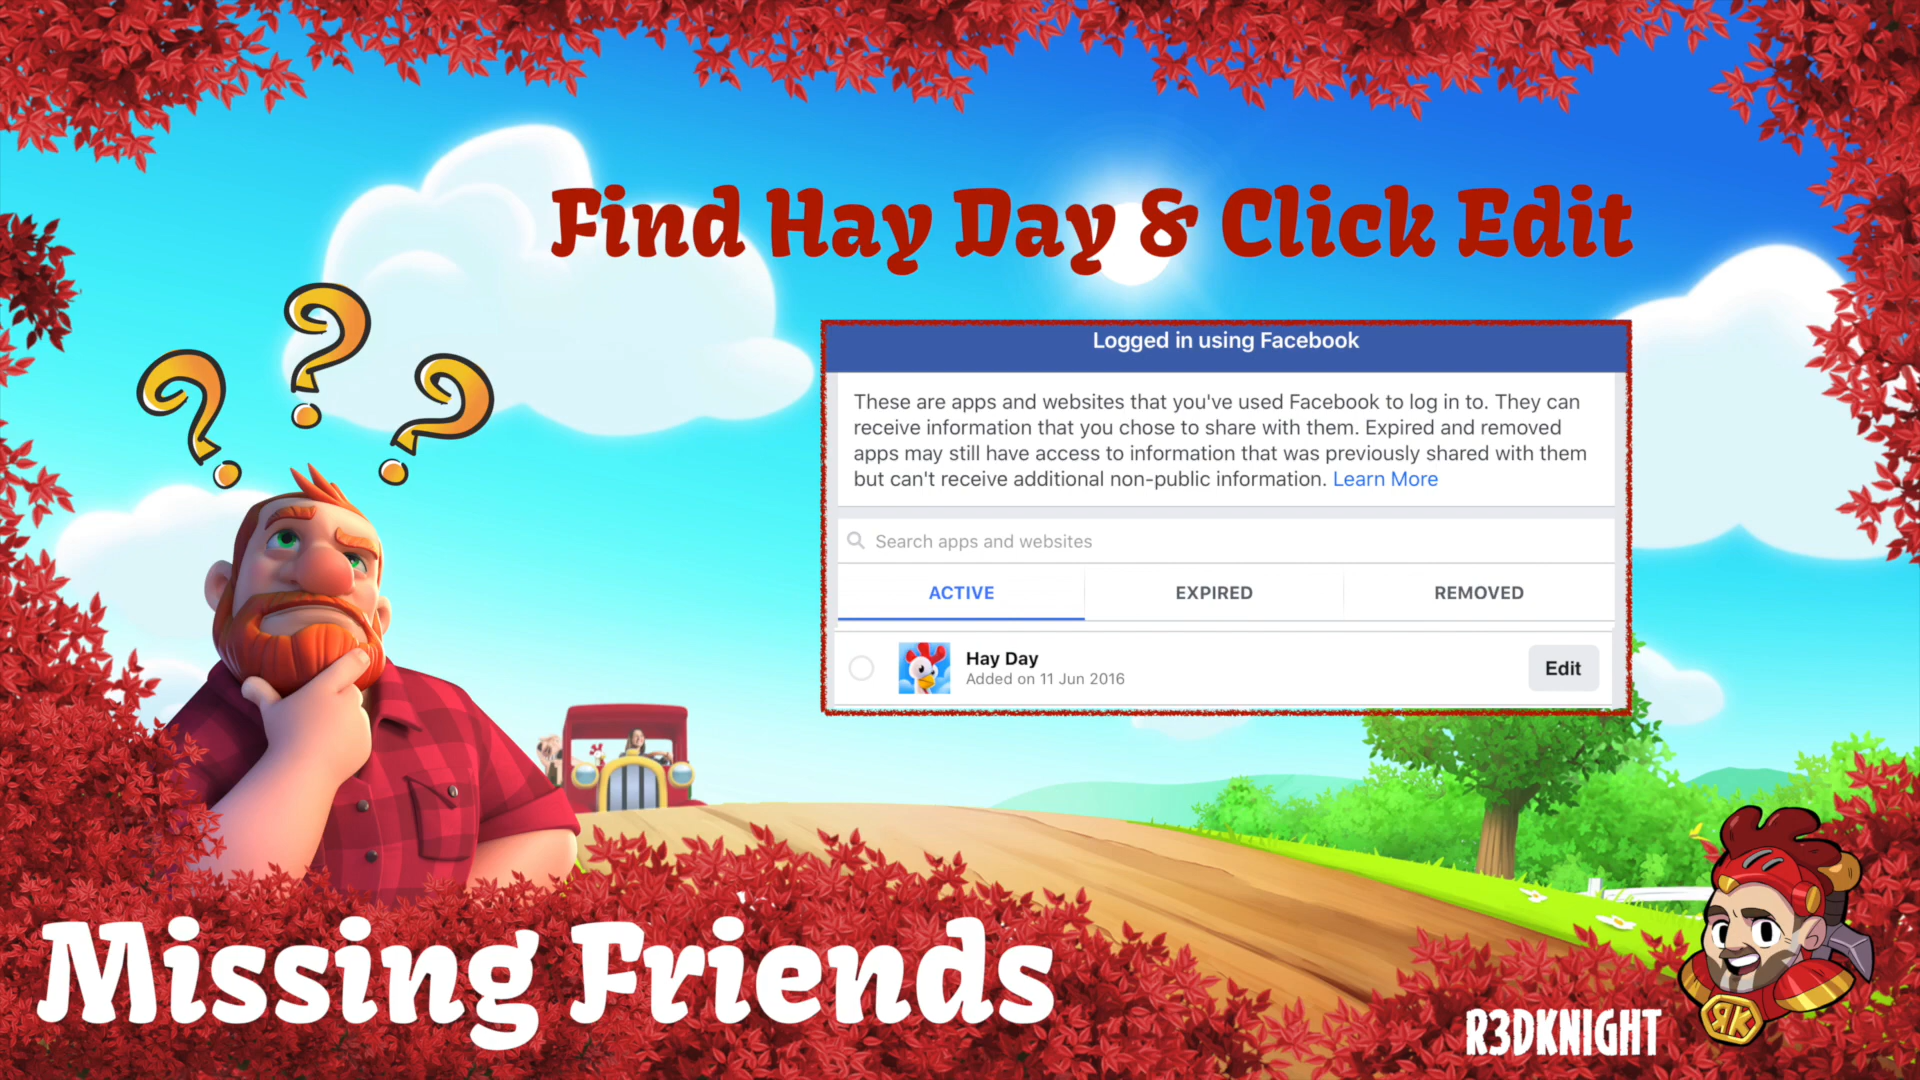 Find Hay Day & Click Edit
Logged in using Facebook
These are apps and websites that you've used Facebook to log in to. They can
receive information that you chose to share with them. Expired and removed
apps may still have access to information that was previously shared with them
but can't receive additional non-public information. Learn More
Search apps and websites
ACTIVE EXPIRED REMOVED
Hay Day
Added on 11 Jun 2016
Edit
Missing Friends
R3DKNIGHT
RK